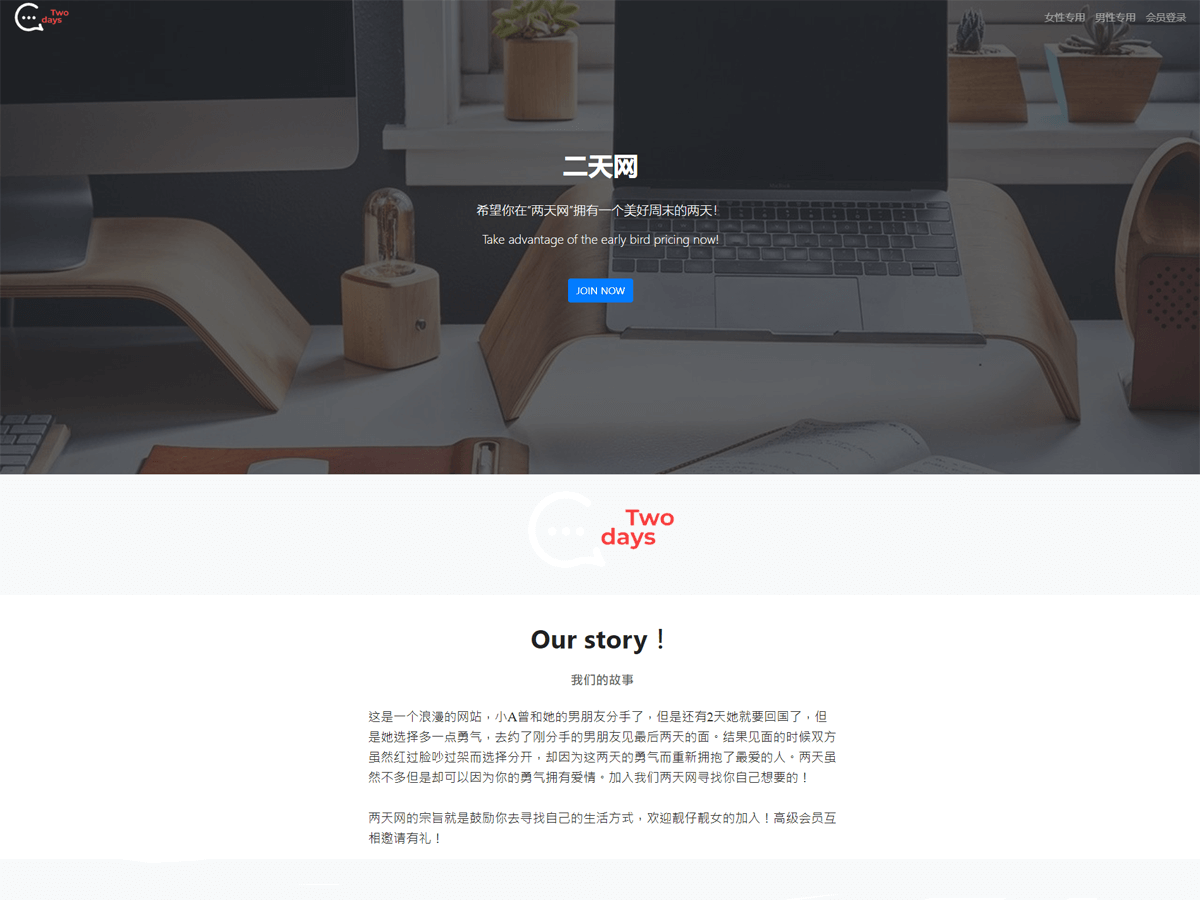 Two
days
女性专用 男性专用 会员登录
二天网
希望你在“两天网”拥有一个美好周末的两天!
Take advantage of the early bird pricing now!
JOIN NOW
Two
days
Our story！
我们的故事
这是一个浪漫的网站，小A曾和她的男朋友分手了，但是还有2天她就要回国了，但
是她选择多一点勇气，去约了刚分手的男朋友见最后两天的面。结果见面的时候双方
虽然红过脸吵过架而选择分开，却因为这两天的勇气而重新拥抱了最爱的人。两天虽
然不多但是却可以因为你的勇气拥有爱情。加入我们两天网寻找你自己想要的！
两天网的宗旨就是鼓励你去寻找自己的生活方式，欢迎靓仔靓女的加入！高级会员互
相邀请有礼！